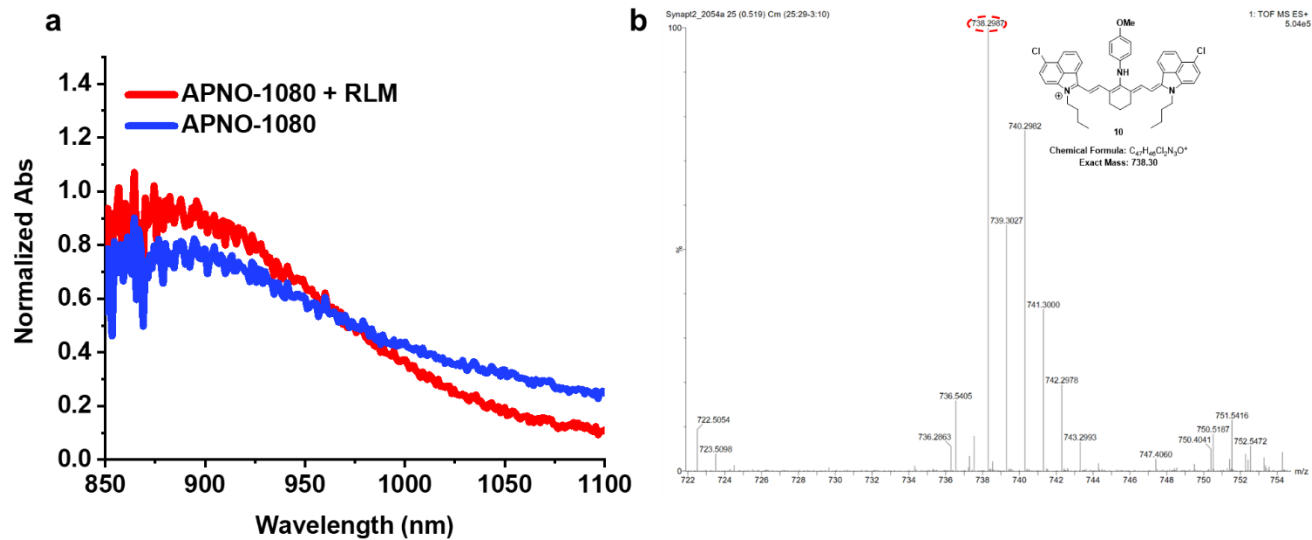 a
APNO-1080 + RLM
APNO-1080
Normalized Abs
1.4
1.2
1.0
0.8
0.6
0.4
0.2
0.0
850 900 950 1000 1050 1100
Wavelength (nm)
b
Synapt2_2054a 25 (0.519) Cm (25:29-3:10)
1: TOF MS ES+
5.04e5
100
%
0
738.2987
740.2982
739.3027
741.3000
742.2978
743.2993
736.5405
736.2863
722.5054
723.5098
747.4060
750.4041
750.5187
751.5416
752.5472
OMe
Cl
Cl
NH
N
⊕
N
10
Chemical Formula: C₄₇H₄₆Cl₂N₃O⁺
Exact Mass: 738.30
722 724 726 728 730 732 734 736 738 740 742 744 746 748 750 752 754
m/z